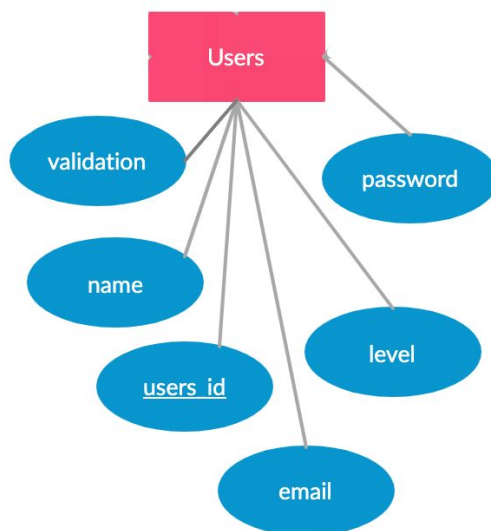 Users
validation
password
name
users_id
level
email